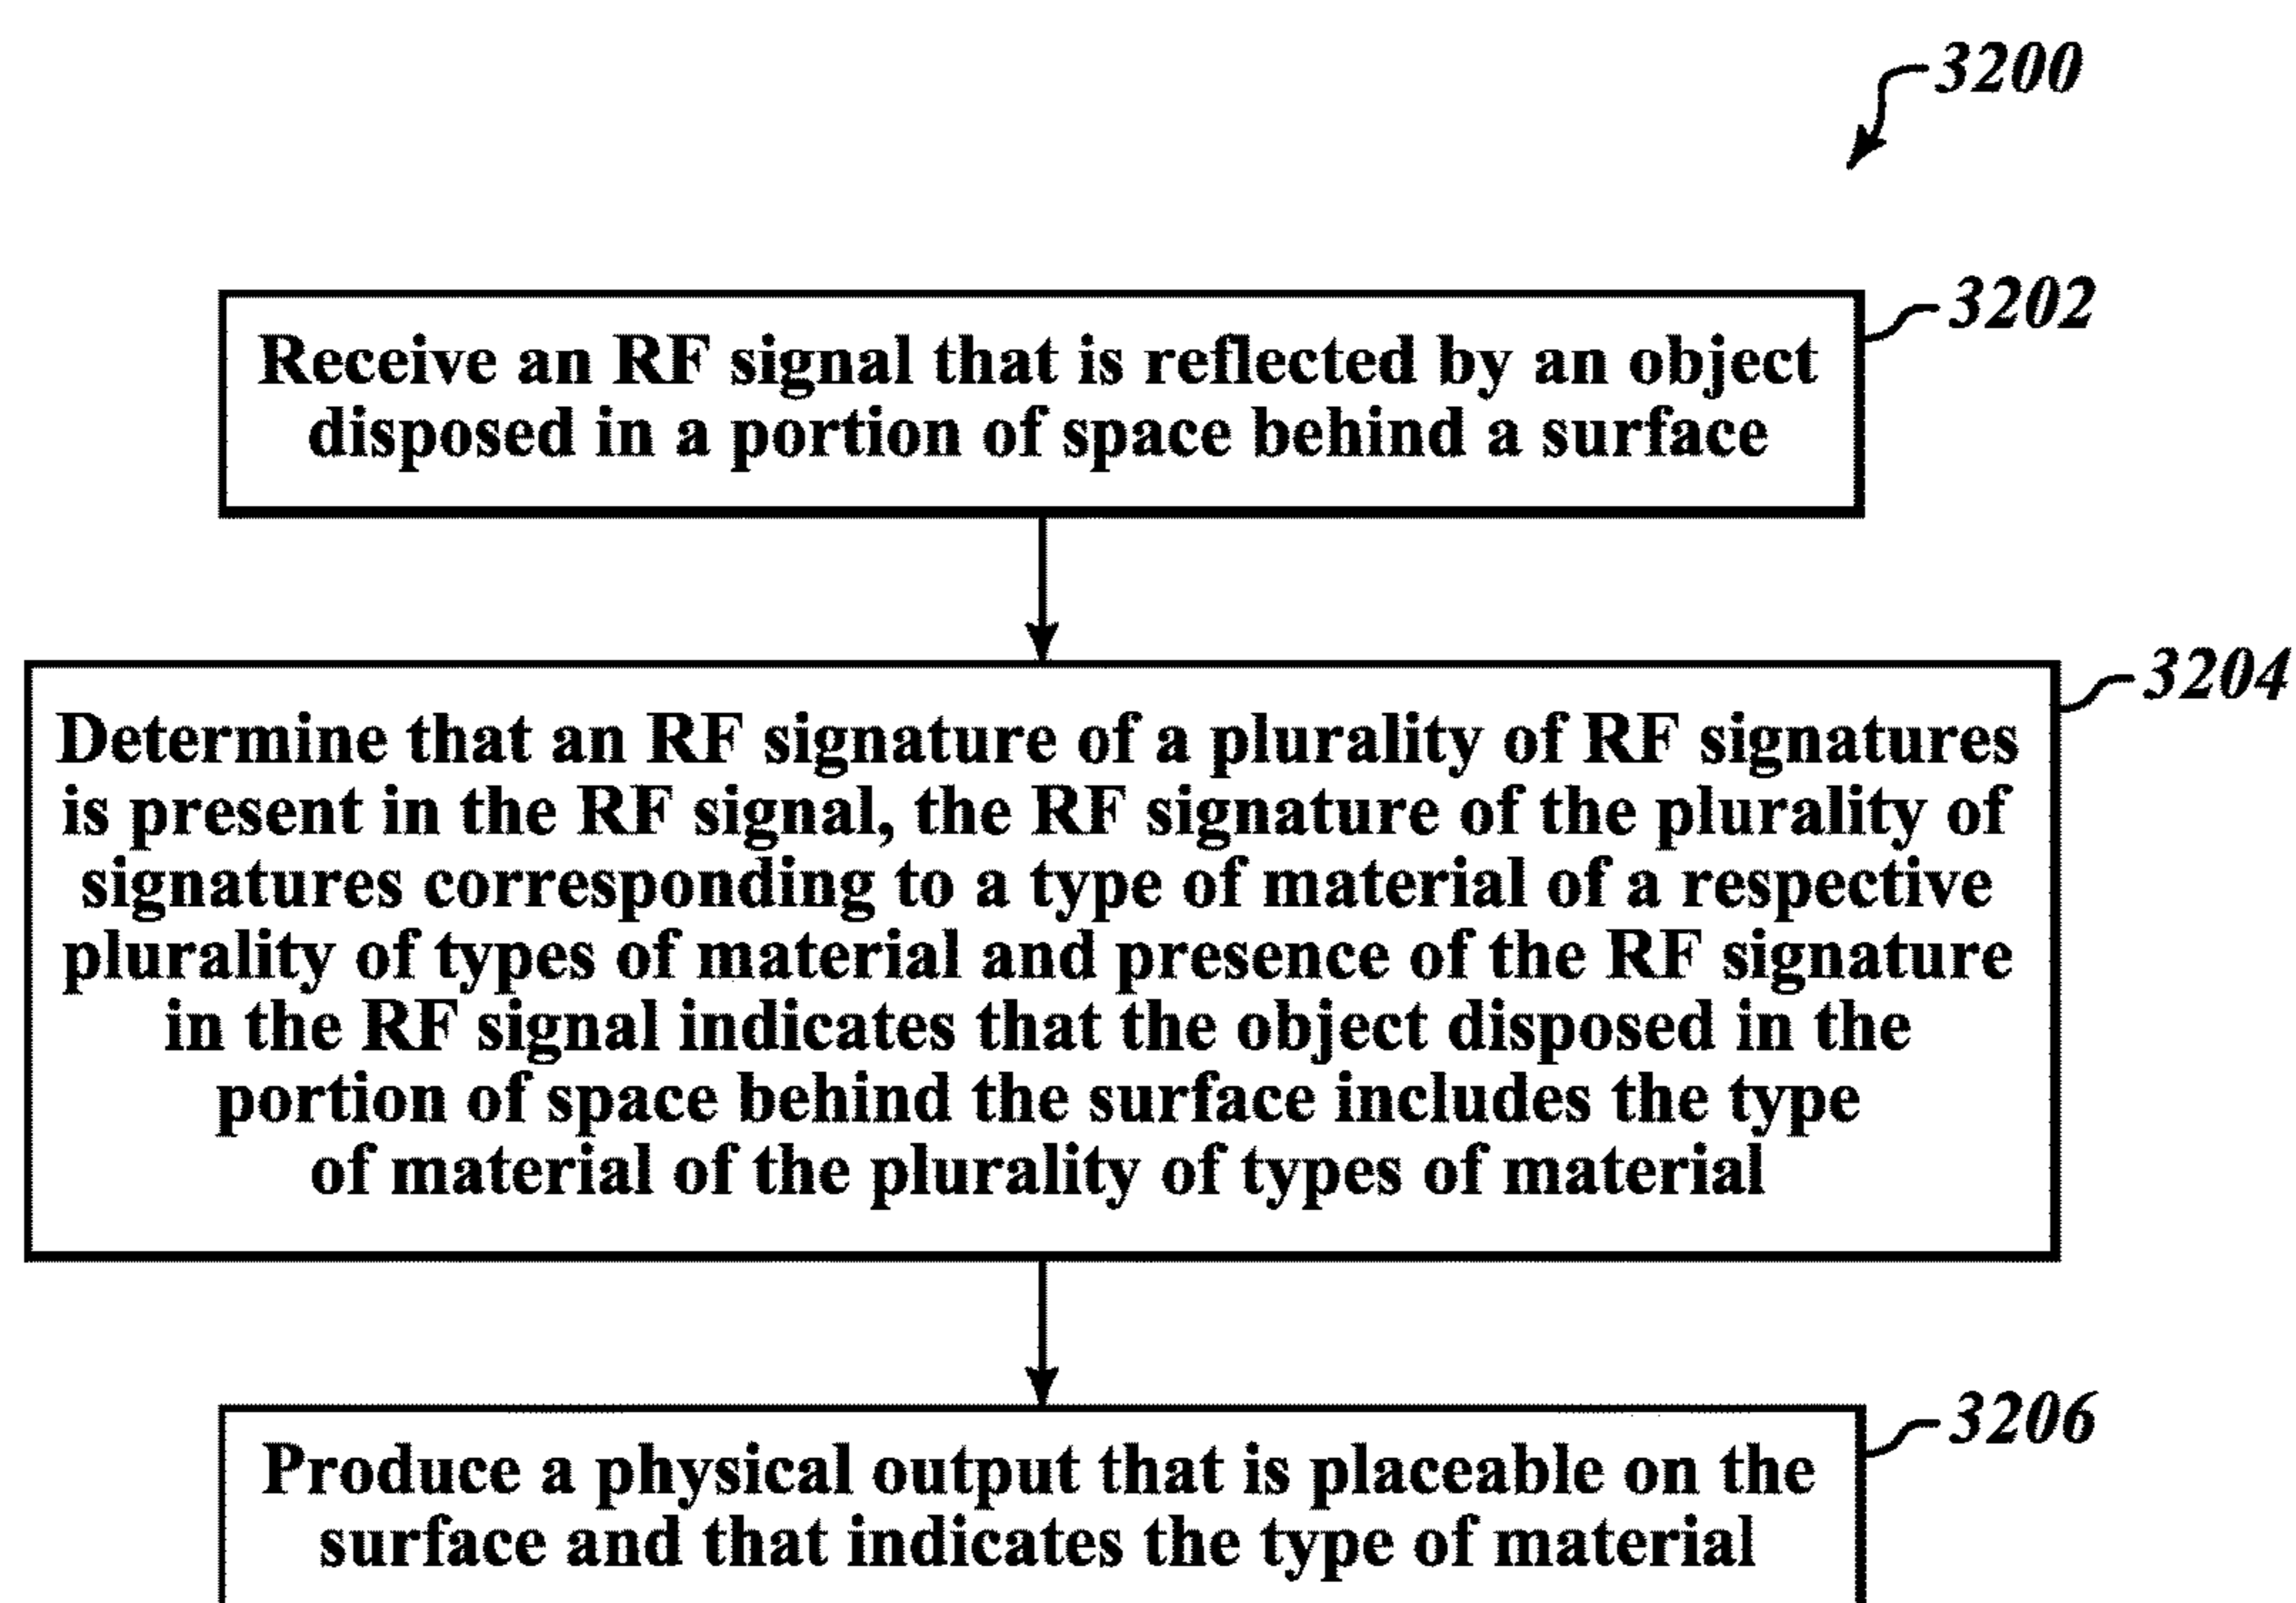 3200
3202
Receive an RF signal that is reflected by an object
disposed in a portion of space behind a surface
3204
Determine that an RF signature of a plurality of RF signatures
is present in the RF signal, the RF signature of the plurality of
signatures corresponding to a type of material of a respective
plurality of types of material and presence of the RF signature
in the RF signal indicates that the object disposed in the
portion of space behind the surface includes the type
of material of the plurality of types of material
3206
Produce a physical output that is placeable on the
surface and that indicates the type of material